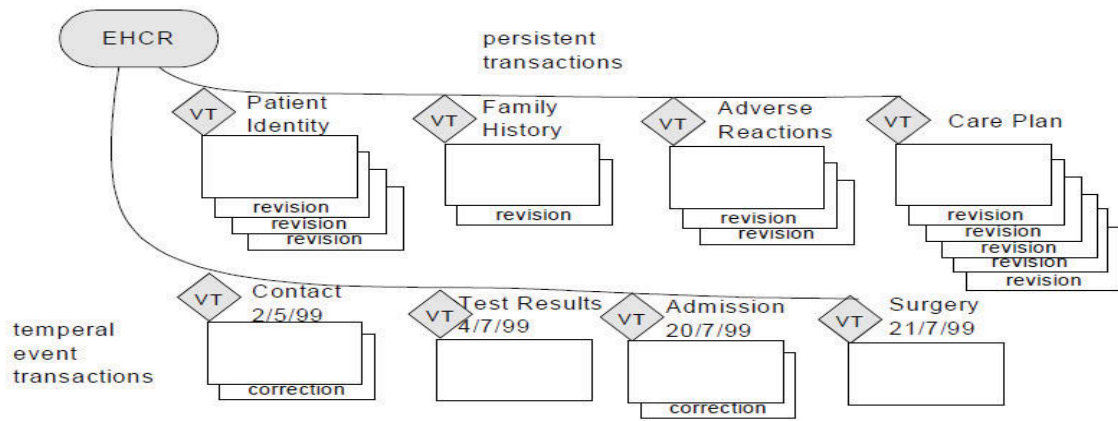 EHCR
persistent
transactions
VT
Patient
Identity
VT
Family
History
VT
Adverse
Reactions
VT
Care Plan
revision
revision
revision
revision
revision
revision
revision
revision
revision
revision
revision
temperal
event
transactions
VT
Contact
2/5/99
VT
Test Results
4/7/99
VT
Admission
20/7/99
VT
Surgery
21/7/99
correction
correction